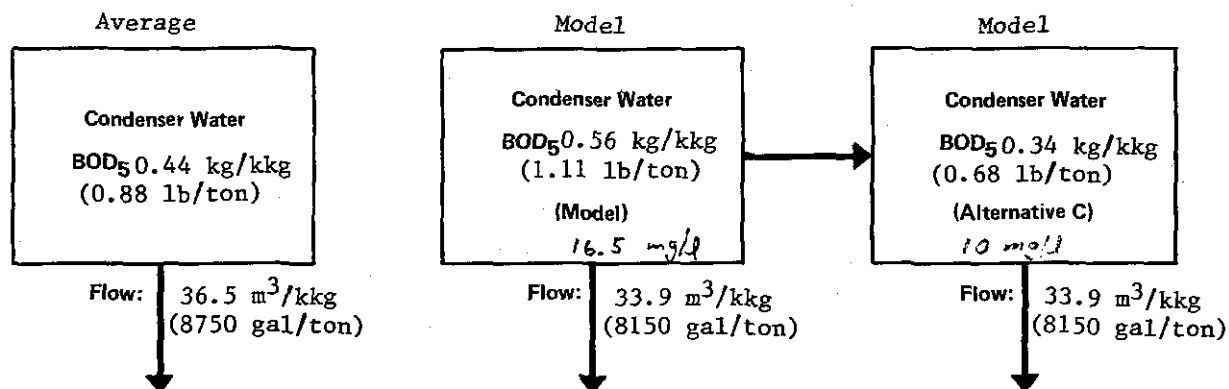 Average
Condenser Water
BOD5 0.44 kg/kkg
(0.88 lb/ton)
Flow: 36.5 m3/kkg
(8750 gal/ton)
Model
Condenser Water
BOD5 0.56 kg/kkg
(1.11 lb/ton)
(Model)
16.5 mg/l
Flow: 33.9 m3/kkg
(8150 gal/ton)
Model
Condenser Water
BOD5 0.34 kg/kkg
(0.68 lb/ton)
(Alternative C)
10 mg/l
Flow: 33.9 m3/kkg
(8150 gal/ton)